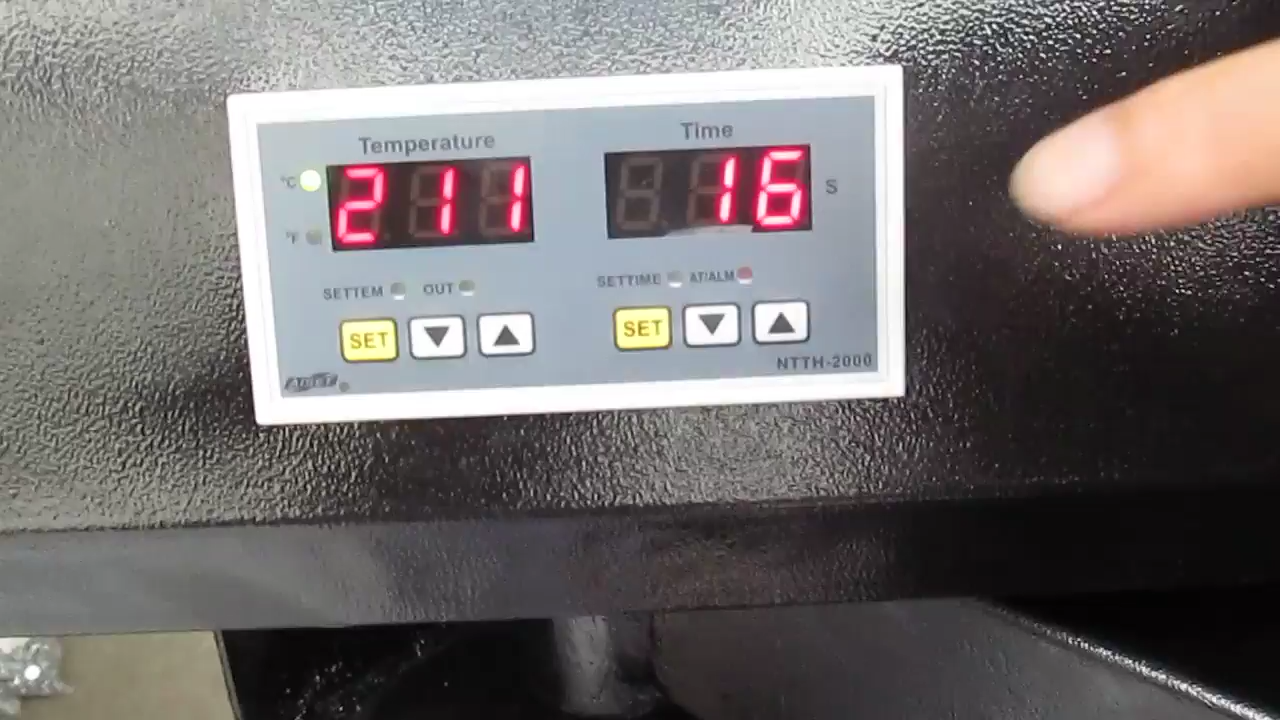 Temperature
Time
°C
211
16
S
°F
SETTEM
OUT
SETTIME
AT/ALM
SET
▼
▲
SET
▼
▲
NTTH-2000